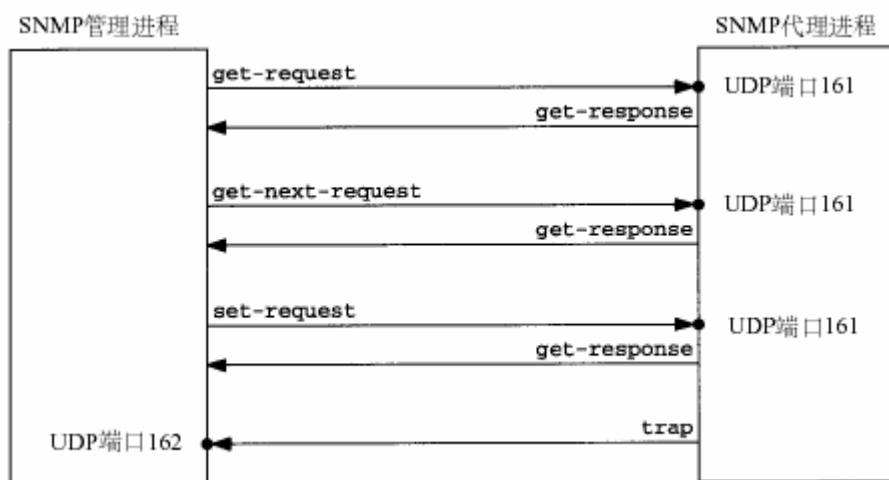 SNMP管理进程
SNMP代理进程
get-request
UDP端口161
get-response
get-next-request
UDP端口161
get-response
set-request
UDP端口161
get-response
trap
UDP端口162